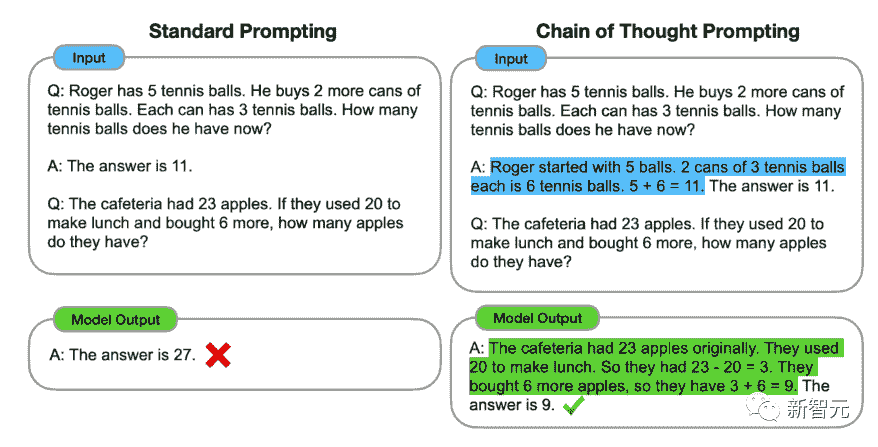 Standard Prompting
Input
Q: Roger has 5 tennis balls. He buys 2 more cans of
tennis balls. Each can has 3 tennis balls. How many
tennis balls does he have now?
A: The answer is 11.
Q: The cafeteria had 23 apples. If they used 20 to
make lunch and bought 6 more, how many apples
do they have?
Model Output
A: The answer is 27.
Chain of Thought Prompting
Input
Q: Roger has 5 tennis balls. He buys 2 more cans of
tennis balls. Each can has 3 tennis balls. How many
tennis balls does he have now?
A: Roger started with 5 balls. 2 cans of 3 tennis balls
each is 6 tennis balls. 5 + 6 = 11. The answer is 11.
Q: The cafeteria had 23 apples. If they used 20 to
make lunch and bought 6 more, how many apples
do they have?
Model Output
A: The cafeteria had 23 apples originally. They used
20 to make lunch. So they had 23 - 20 = 3. They
bought 6 more apples, so they have 3 + 6 = 9. The
answer is 9.
新智元